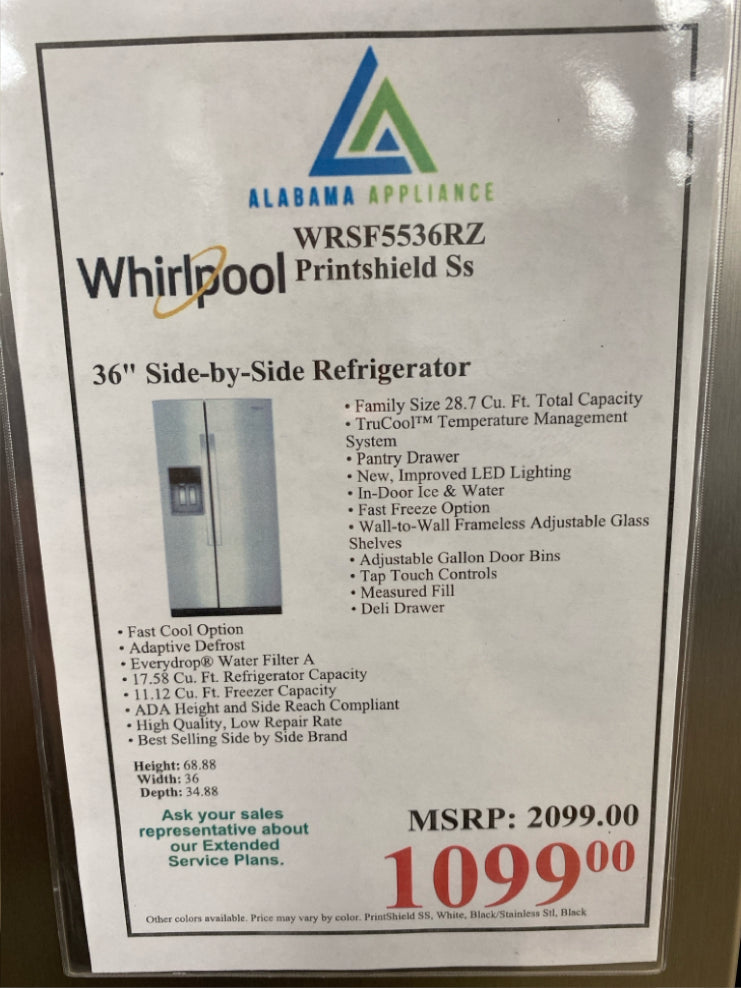 ALABAMA APPLIANCE
WRSF5536RZ
Whirlpool
Printshield Ss
36" Side-by-Side Refrigerator
• Family Size 28.7 Cu. Ft. Total Capacity
• TruCool™ Temperature Management
System
• Pantry Drawer
• New, Improved LED Lighting
• In-Door Ice & Water
• Fast Freeze Option
• Wall-to-Wall Frameless Adjustable Glass
Shelves
• Adjustable Gallon Door Bins
• Tap Touch Controls
• Measured Fill
• Deli Drawer
• Fast Cool Option
• Adaptive Defrost
• Everydrop® Water Filter A
• 17.58 Cu. Ft. Refrigerator Capacity
• 11.12 Cu. Ft. Freezer Capacity
• ADA Height and Side Reach Compliant
• High Quality, Low Repair Rate
• Best Selling Side by Side Brand
Height: 68.88
Width: 36
Depth: 34.88
Ask your sales
representative about
our Extended
Service Plans.
MSRP: 2099.00
1099⁰⁰
Other colors available. Price may vary by color. PrintShield SS, White, Black/Stainless Stl, Black